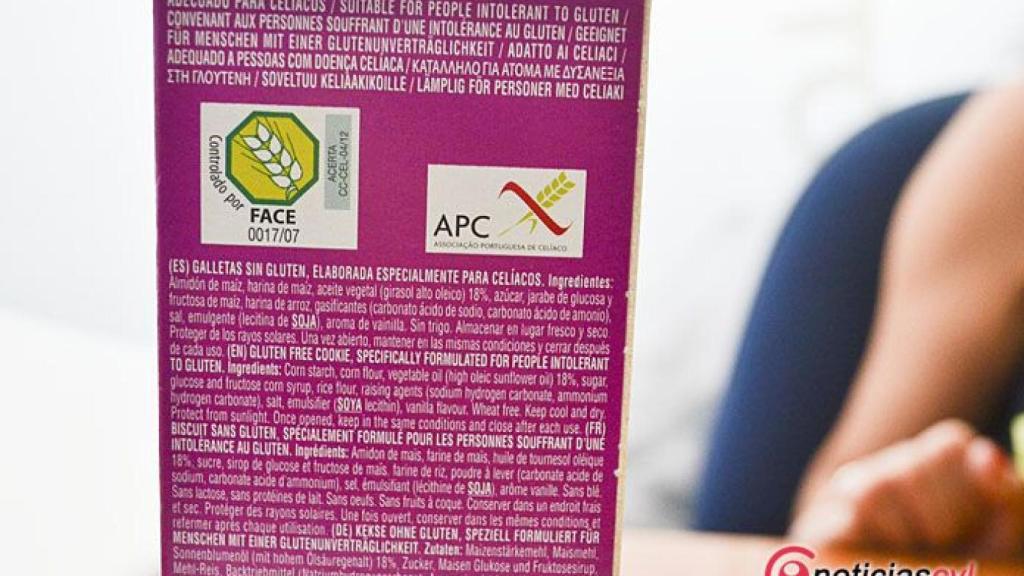 ADECUADO PARA CELÍACOS / SUITABLE FOR PEOPLE INTOLERANT TO GLUTEN /
CONVENANT AUX PERSONNES SOUFFRANT D'UNE INTOLÉRANCE AU GLUTEN / GEEIGNET
FÜR MENSCHEN MIT EINER GLUTENUNVERTRÄGLICHKEIT / ADATTO AI CELIACI /
ADEQUADO A PESSOAS COM DOENÇA CELÍACA / ΚΑΤΑΛΛΗΛΟ ΓΙΑ ΑΤΟΜΑ ΜΕ ΔΥΣΑΝΕΞΙΑ
ΣΤΗ ΓΛΟΥΤΕΝΗ / SOVELTUU KELIAAKIKOILLE / LÄMPLIG FÖR PERSONER MED CELIAKI
Controlado por
FACE
0017/07
ACERTA
CC-CEL-04/12
APC
ASSOCIAÇÃO PORTUGUESA DE CELÍACO
(ES) GALLETAS SIN GLUTEN, ELABORADA ESPECIALMENTE PARA CELÍACOS. Ingredientes:
Almidón de maíz, harina de maíz, aceite vegetal (girasol alto oleico) 18%, azúcar, jarabe de glucosa y
fructosa de maíz, harina de arroz, gasificantes (carbonato ácido de sodio, carbonato ácido de amonio),
sal, emulgente (lecitina de SOJA), aroma de vainilla. Sin trigo. Almacenar en lugar fresco y seco
Proteger de los rayos solares. Una vez abierto, mantener en las mismas condiciones y cerrar después
de cada uso. (EN) GLUTEN FREE COOKIE, SPECIFICALLY FORMULATED FOR PEOPLE INTOLERANT
TO GLUTEN. Ingredients: Corn starch, corn flour, vegetable oil (high oleic sunflower oil) 18%, sugar,
glucose and fructose corn syrup, rice flour, raising agents (sodium hydrogen carbonate, ammonium
hydrogen carbonate), salt, emulsifier (SOYA lecithin), vanilla flavour. Wheat free. Keep cool and dry.
Protect from sunlight. Once opened, keep in the same conditions and close after each use. (FR)
BISCUIT SANS GLUTEN, SPÉCIALEMENT FORMULÉ POUR LES PERSONNES SOUFFRANT D'UNE
INTOLÉRANCE AU GLUTEN. Ingrédients: Amidon de maïs, farine de maïs, huile de tournesol oléique
18%, sucre, sirop de glucose et fructose de maïs, farine de riz, poudre à lever (carbonate acide de
sodium, carbonate acide d'ammonium), sel, émulsifiant (lécithine de SOJA), arôme vanille. Sans blé.
Sans lactose, sans protéines de lait. Sans oeufs. Sans fruits à coque. Conserver dans un endroit frais
et sec. Protéger des rayons solaires. Une fois ouvert, conserver dans les mêmes conditions et
refermer après chaque utilisation. (DE) KEKSE OHNE GLUTEN, SPEZIELL FORMULIERT FÜR
MENSCHEN MIT EINER GLUTENUNVERTRÄGLICHKEIT. Zutaten: Maizenstärkemehl, Maismehl,
Sonnenblumenöl (mit hohem Ölsäuregehalt) 18%, Zucker, Maisen Glukose und Fruktosesirup,
Mehl-Reis, Backtriebmittel
noticiascyl